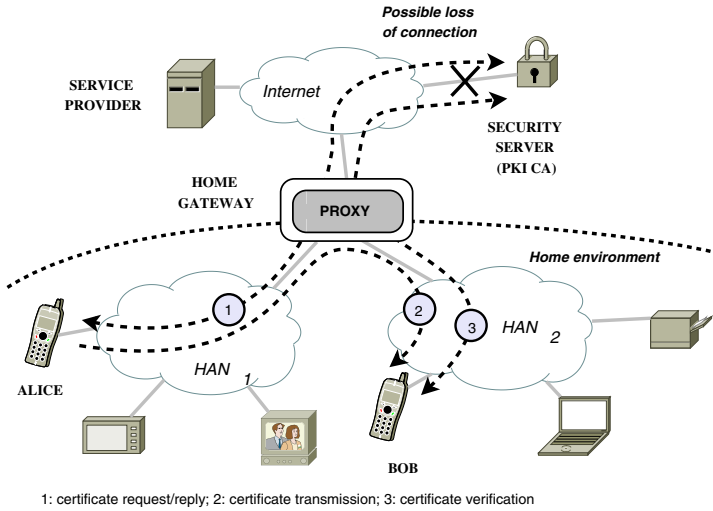 Possible loss
of connection
SERVICE
PROVIDER
Internet
SECURITY
SERVER
(PKI CA)
HOME
GATEWAY
PROXY
Home environment
1
2
3
HAN 1
HAN 2
ALICE
BOB
1: certificate request/reply; 2: certificate transmission; 3: certificate verification